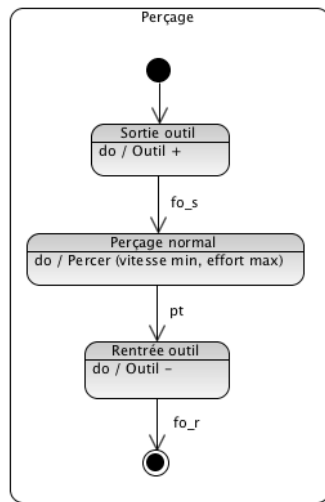 Perçage
Sortie outil
do / Outil +
fo_s
Perçage normal
do / Percer (vitesse min, effort max)
pt
Rentrée outil
do / Outil -
fo_r